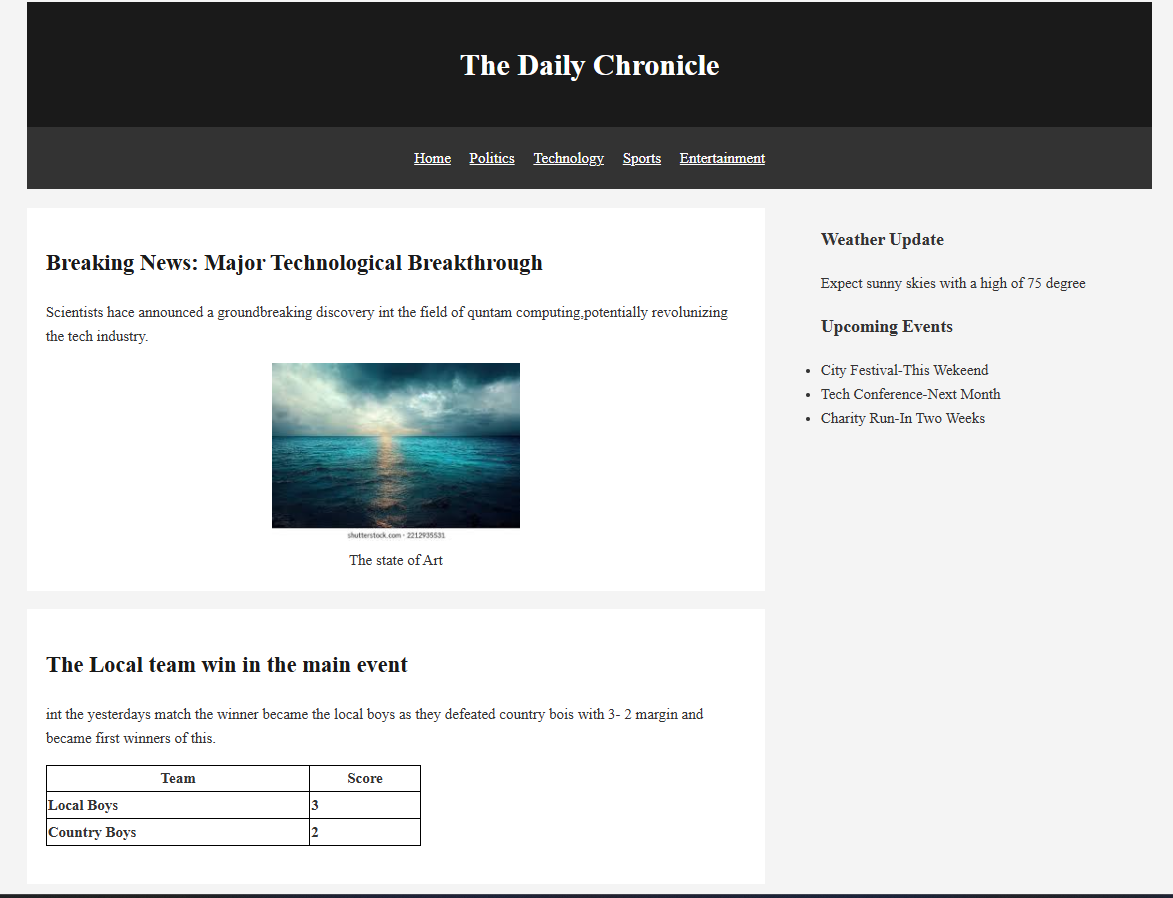 The Daily Chronicle
Home Politics Technology Sports Entertainment
Breaking News: Major Technological Breakthrough
Scientists hace announced a groundbreaking discovery int the field of quntam computing,potentially revolunizing
the tech industry.
shutterstock.com · 2212935531
The state of Art
The Local team win in the main event
int the yesterdays match the winner became the local boys as they defeated country bois with 3- 2 margin and
became first winners of this.
Team Score
Local Boys 3
Country Boys 2
Weather Update
Expect sunny skies with a high of 75 degree
Upcoming Events
City Festival-This Wekeend
Tech Conference-Next Month
Charity Run-In Two Weeks